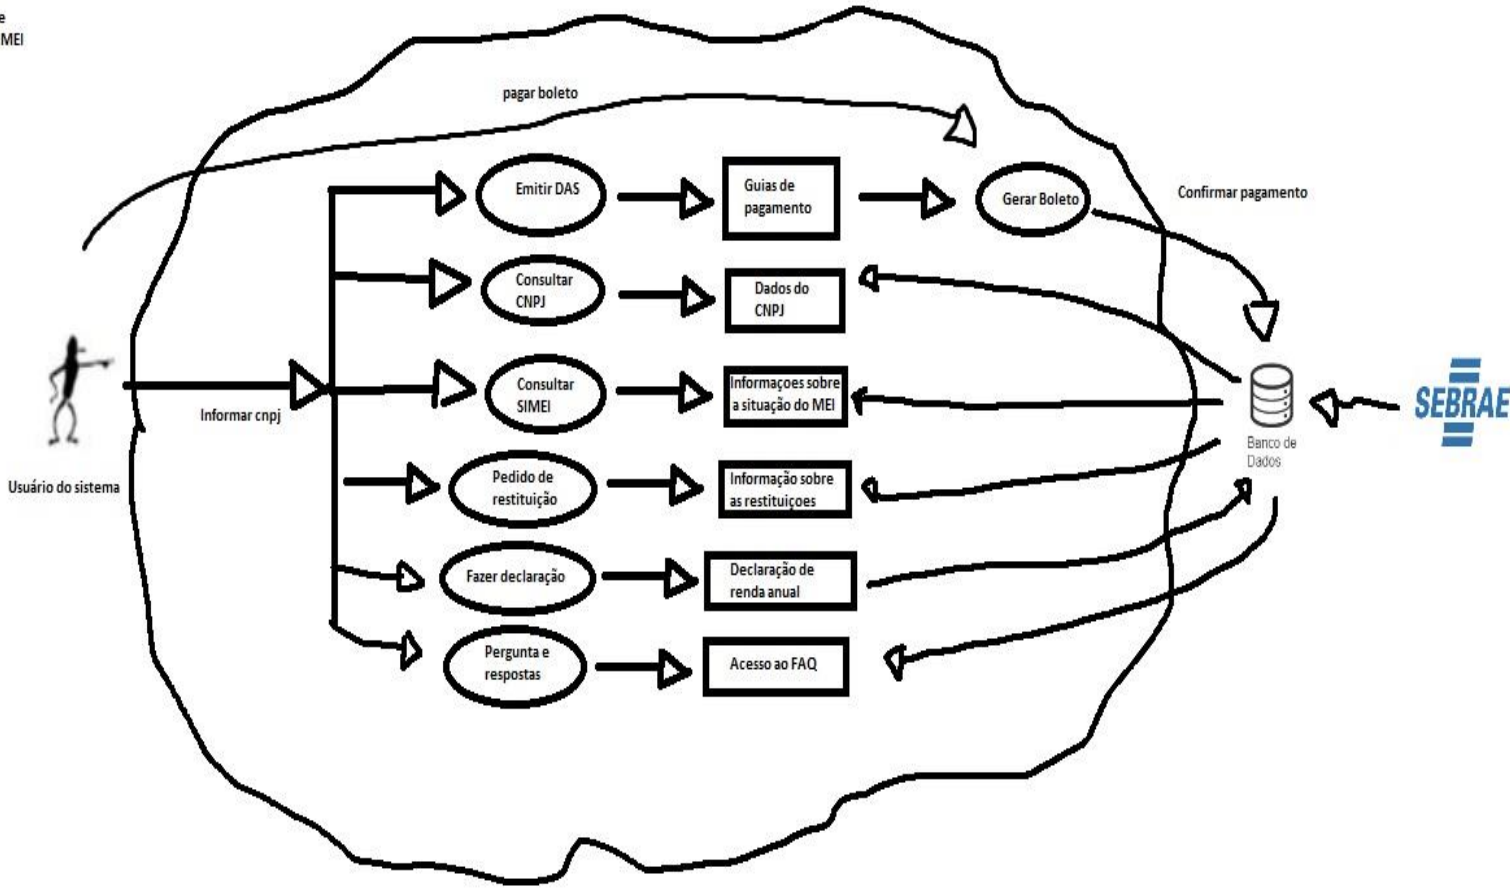 e
MEI
pagar boleto
Emitir DAS
Guias de
pagamento
Gerar Boleto
Confirmar pagamento
Consultar
CNPJ
Dados do
CNPJ
Consultar
SIMEI
Informaçoes sobre
a situação do MEI
SEBRAE
Informar cnpj
Banco de
Dados
Usuário do sistema
Pedido de
restituição
Informação sobre
as restituiçoes
Fazer declaração
Declaração de
renda anual
Pergunta e
respostas
Acesso ao FAQ